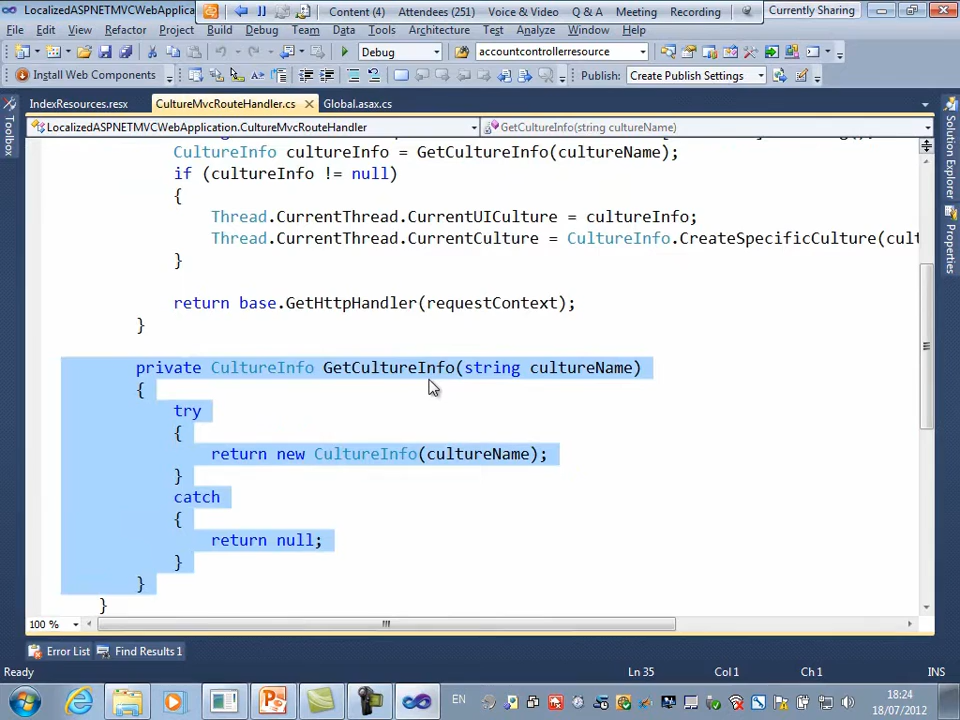 LocalizedASPNETMVCWebApplica
Content (4) Attendees (251) Voice & Video Q & A Meeting Recording Currently Sharing
File Edit View Refactor Project Build Debug Team Data Tools Architecture Test Analyze Window Help
Debug accountcontrollerresource
Install Web Components Publish: Create Publish Settings
IndexResources.resx CultureMvcRouteHandler.cs Global.asax.cs
LocalizedASPNETMVCWebApplication.CultureMvcRouteHandler GetCultureInfo(string cultureName)
Toolbox
Solution Explorer
Properties
CultureInfo cultureInfo = GetCultureInfo(cultureName);
if (cultureInfo != null)
{
Thread.CurrentThread.CurrentUICulture = cultureInfo;
Thread.CurrentThread.CurrentCulture = CultureInfo.CreateSpecificCulture(cult
}
return base.GetHttpHandler(requestContext);
}
private CultureInfo GetCultureInfo(string cultureName)
{
try
{
return new CultureInfo(cultureName);
}
catch
{
return null;
}
}
}
100 %
Error List Find Results 1
Ready Ln 35 Col 1 Ch 1 INS
EN 18:24
18/07/2012